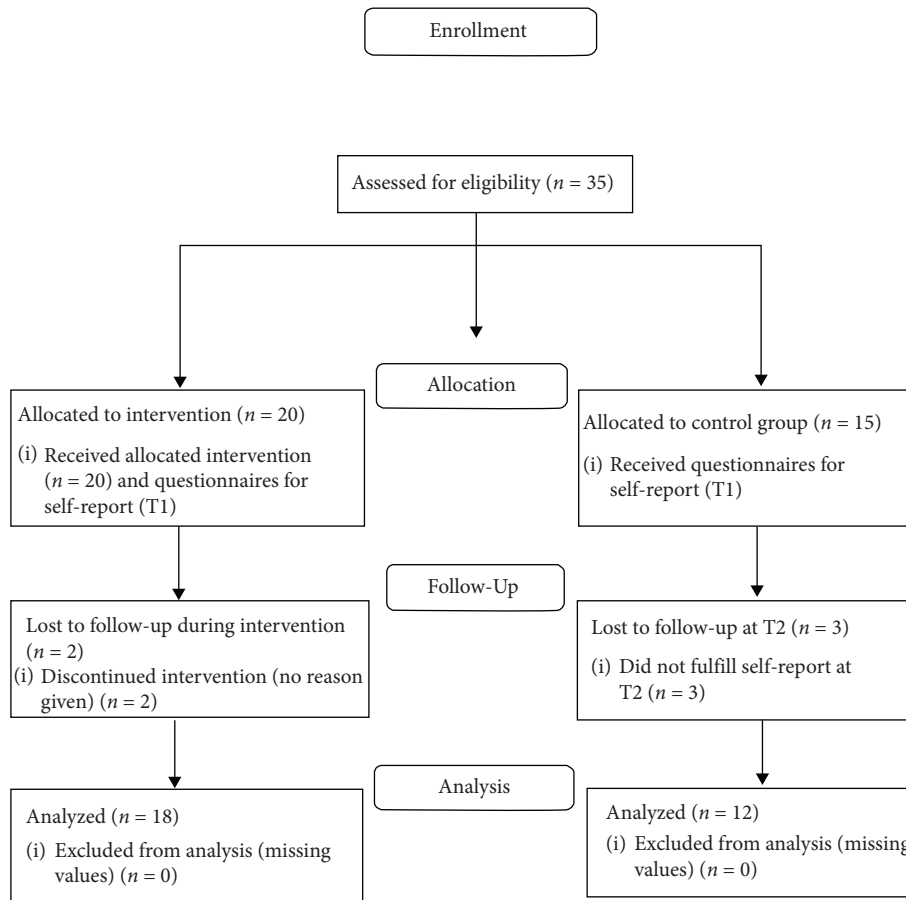 Enrollment
Assessed for eligibility (n = 35)
Allocation
Allocated to intervention (n = 20)
(i) Received allocated intervention
(n = 20) and questionnaires for
self-report (T1)
Allocated to control group (n = 15)
(i) Received questionnaires for
self-report (T1)
Follow-Up
Lost to follow-up during intervention
(n = 2)
(i) Discontinued intervention (no reason
given) (n = 2)
Lost to follow-up at T2 (n = 3)
(i) Did not fulfill self-report at
T2 (n = 3)
Analysis
Analyzed (n = 18)
(i) Excluded from analysis (missing
values) (n = 0)
Analyzed (n = 12)
(i) Excluded from analysis (missing
values) (n = 0)